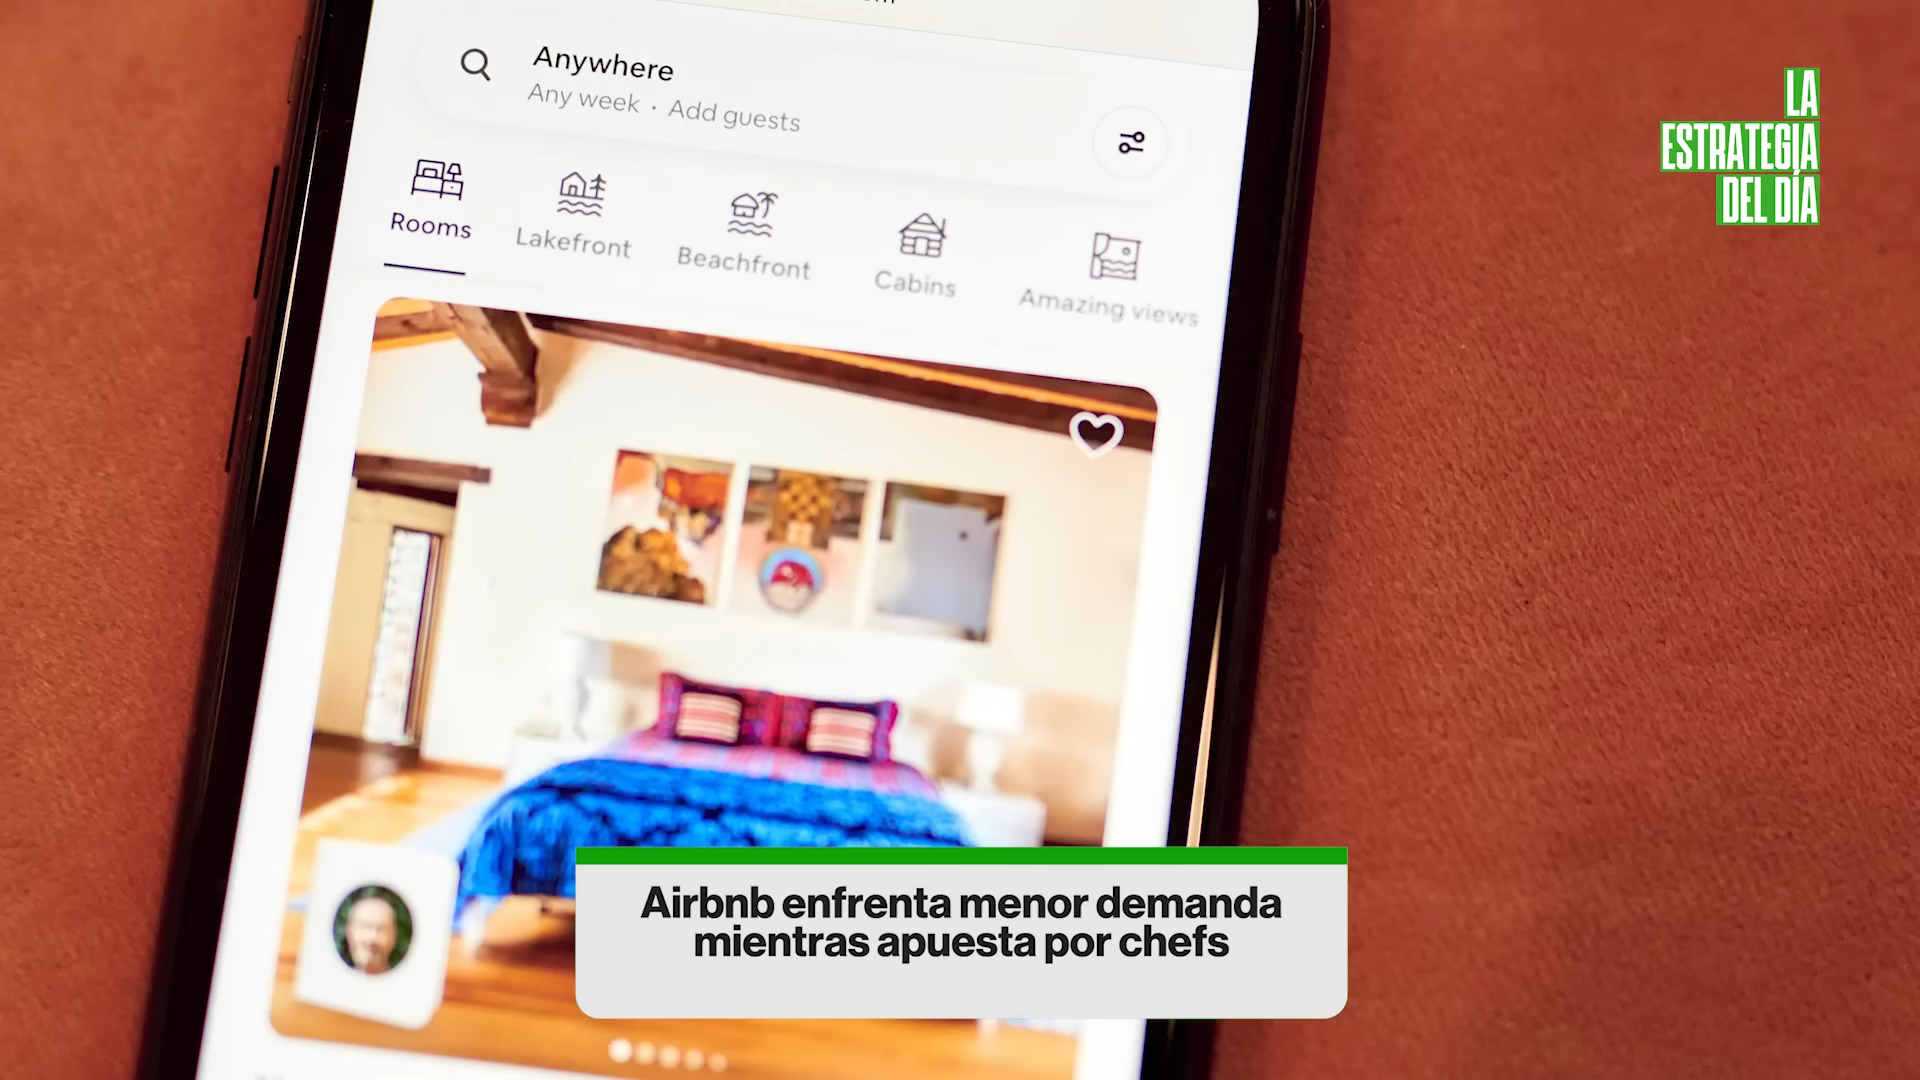 Anywhere
Any week · Add guests
Rooms
Lakefront
Beachfront
Cabins
Amazing views
LA
ESTRATEGIA
DEL DÍA
Airbnb enfrenta menor demanda
mientras apuesta por chefs